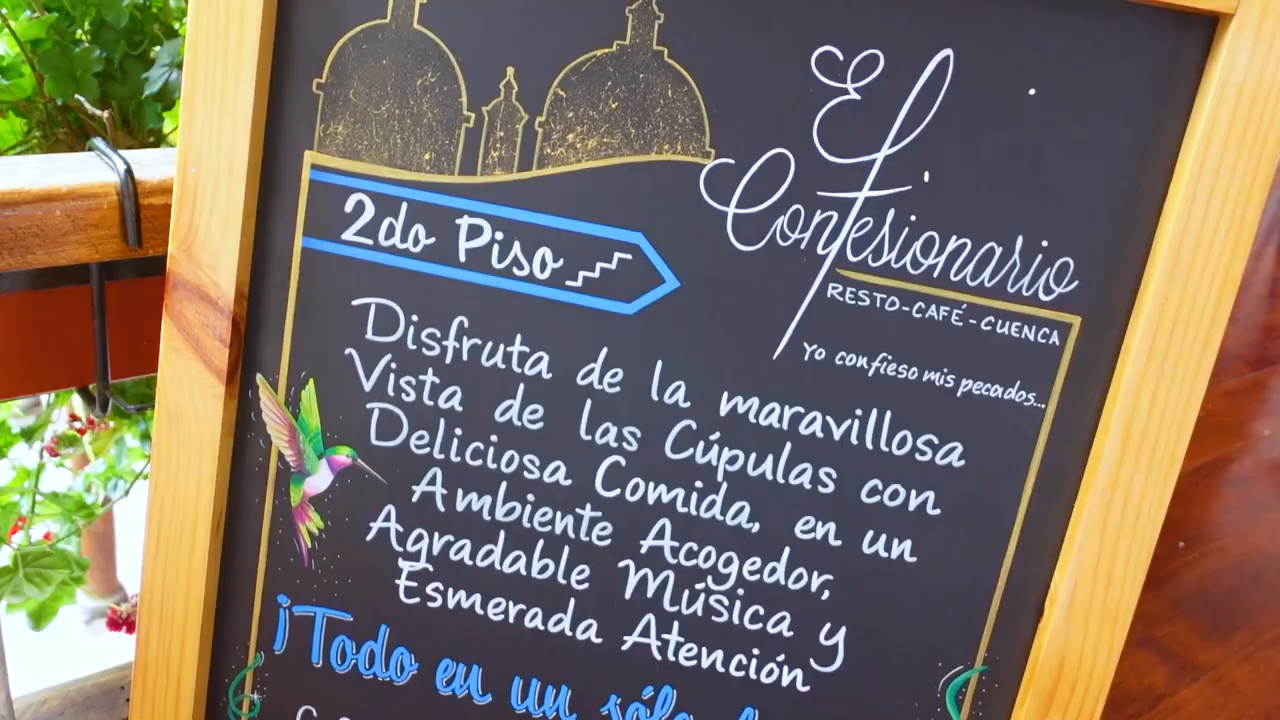 El
Confesionario
RESTO-CAFÉ-CUENCA
Yo confieso mis pecados...
2do Piso
Disfruta de la maravillosa
Vista de las Cúpulas con
Deliciosa Comida, en un
Ambiente Acogedor,
Agradable Música y
Esmerada Atención
¡Todo en un sólo